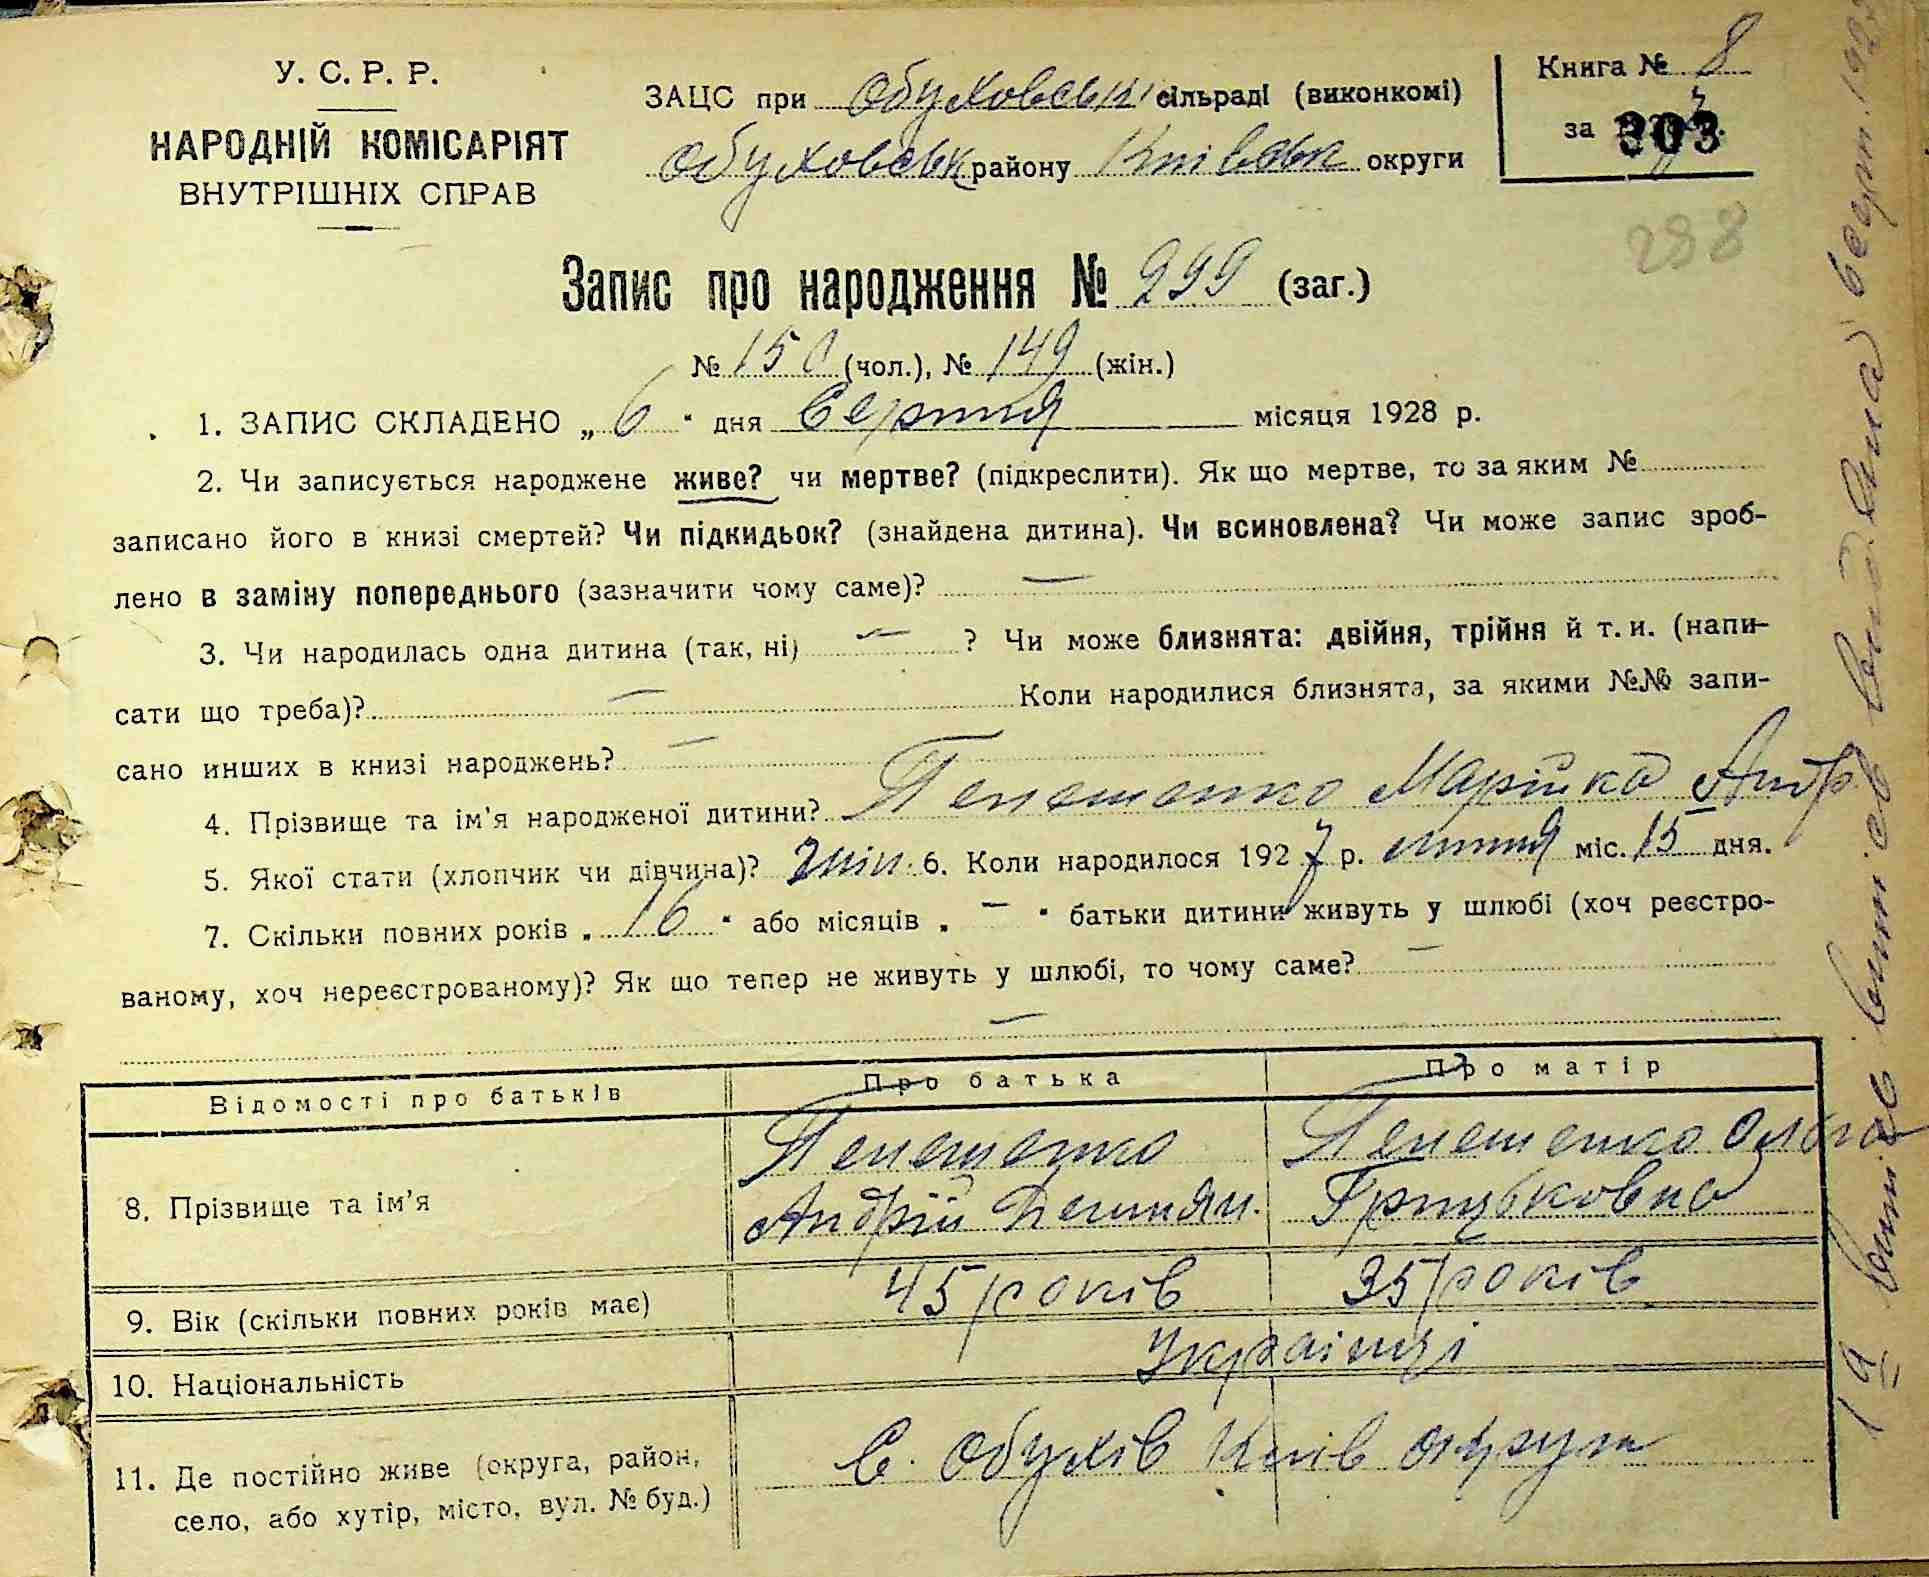 У. С. Р. Р.
НАРОДНІЙ КОМІСАРІЯТ
ВНУТРІШНІХ СПРАВ
ЗАЦС при Обуховськ сільраді (виконкомі)
Обуховськ району Київськ округи
Книга № 8
за 303
288
Запис про народження № 299 (заг.)
№ 150 (чол.), № 149 (жін.)
1. ЗАПИС СКЛАДЕНО „ 6 “ дня Серпня місяця 1928 р.
2. Чи записується народжене живе? чи мертве? (підкреслити). Як що мертве, то за яким №
записано його в книзі смертей? Чи підкидьок? (знайдена дитина). Чи всиновлена? Чи може запис зроб-
лено в заміну попереднього (зазначити чому саме)? —
3. Чи народилась одна дитина (так, ні) — ? Чи може близнята: двійня, трійня й т. и. (напи-
сати що треба)? — Коли народилися близнята, за якими №№ запи-
сано инших в книзі народжень? —
4. Прізвище та ім'я народженої дитини? Марійка Андр
5. Якої стати (хлопчик чи дівчина)? жін. 6. Коли народилося 1927 р. липня міс. 15 дня.
7. Скільки повних років „ 16 “ або місяців „ — “ батьки дитини живуть у шлюбі (хоч реєстро-
ваному, хоч нереєстрованому)? Як що тепер не живуть у шлюбі, то чому саме? —
—
Відомості про батьків Про батька Про матір
8. Прізвище та ім'я Андрій Ольга
9. Вік (скільки повних років має) 45 років 35 років
10. Національність Українці
11. Де постійно живе (округа, район,
село, або хутір, місто, вул. № буд.) с. Обухів Київ округи